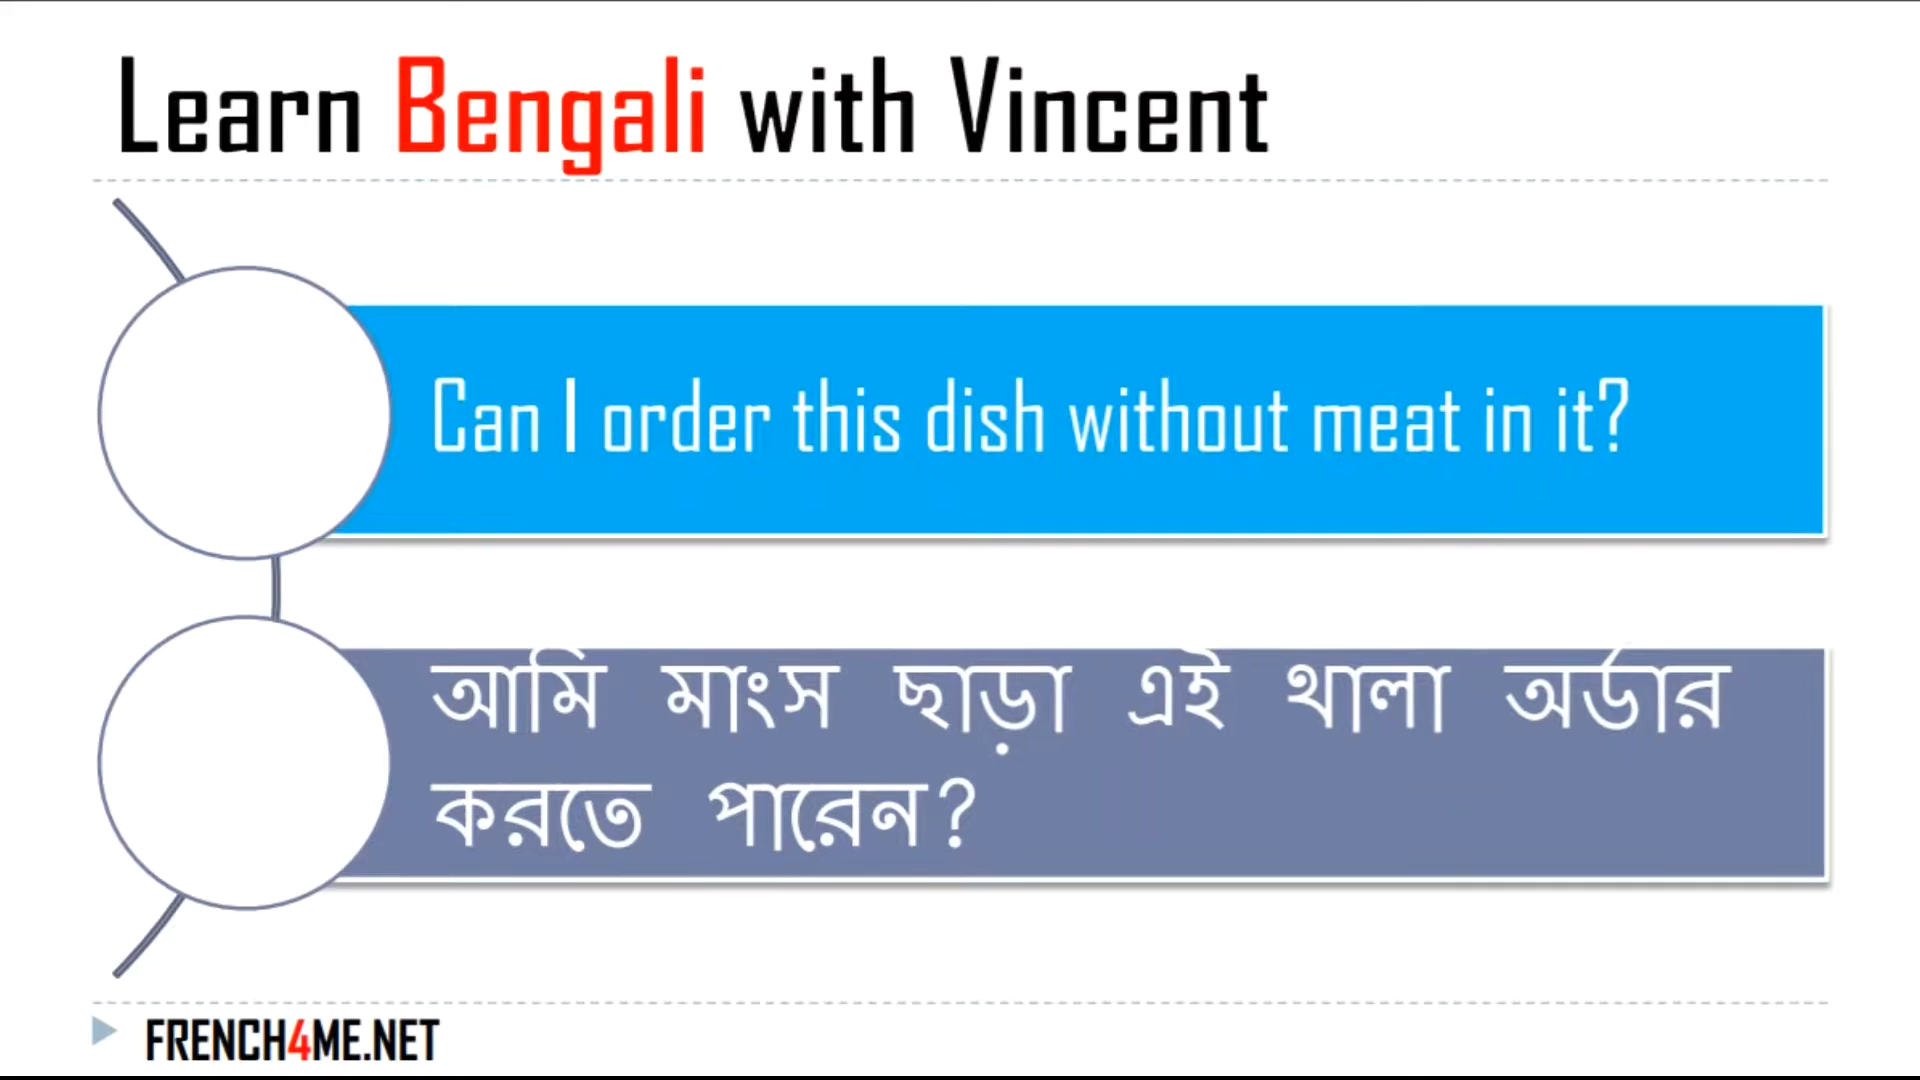 Learn Bengali with Vincent
Can I order this dish without meat in it?
আমি মাংস ছাড়া এই থালা অর্ডার
করতে পারেন?
FRENCH4ME.NET